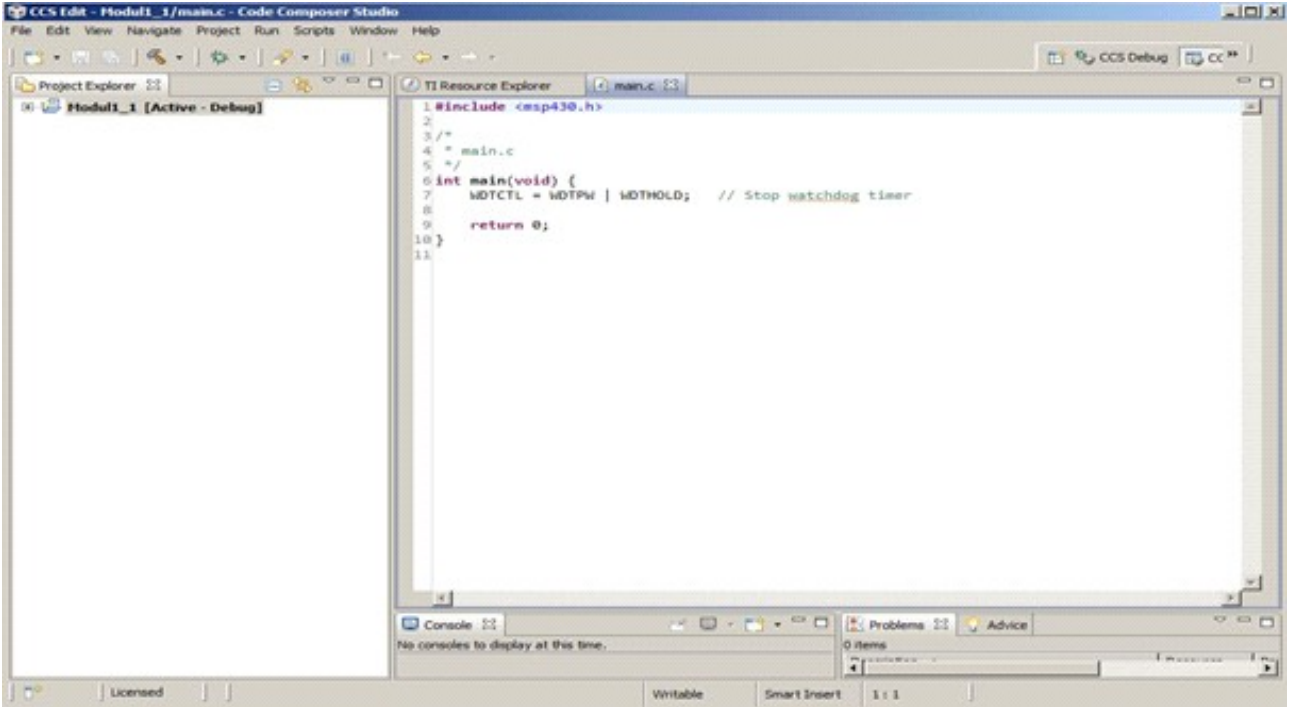 CCS Edit - Modul1_1/main.c - Code Composer Studio
File Edit View Navigate Project Run Scripts Window Help
CCS Debug CC »
Project Explorer
Modul1_1 [Active - Debug]
TI Resource Explorer main.c
1 #include <msp430.h>
2
3 /*
4 * main.c
5 */
6 int main(void) {
7 WDTCTL = WDTPW | WDTHOLD; // Stop watchdog timer
8
9 return 0;
10 }
11
Console
No consoles to display at this time.
Problems Advice
0 items
Licensed Writable Smart Insert 1 : 1